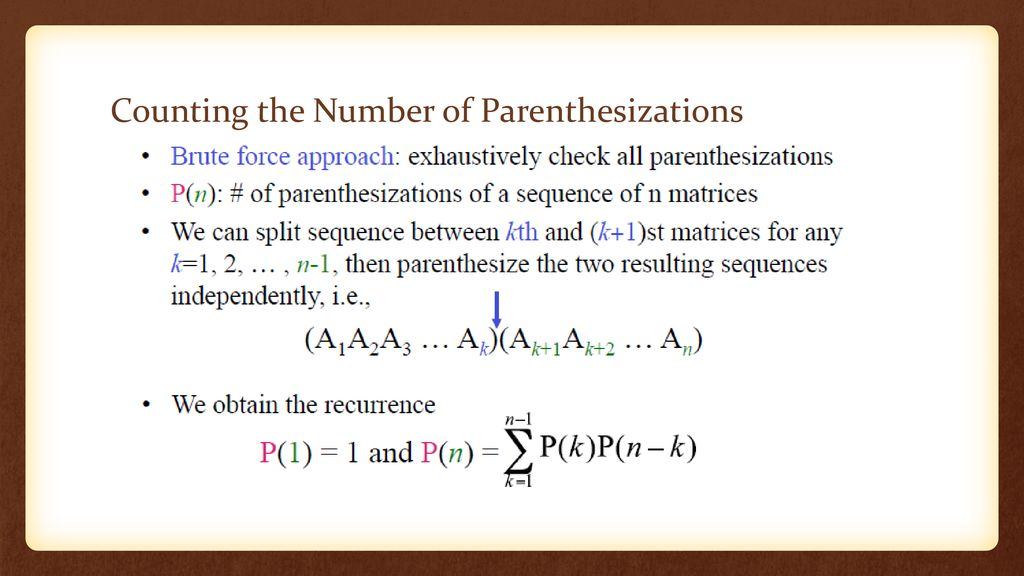 Counting the Number of Parenthesizations
• Brute force approach: exhaustively check all parenthesizations
• P(n): # of parenthesizations of a sequence of n matrices
• We can split sequence between kth and (k+1)st matrices for any
k=1, 2, … , n-1, then parenthesize the two resulting sequences
independently, i.e.,
(A₁A₂A₃ … Aₖ)(Aₖ₊₁Aₖ₊₂ … Aₙ)
• We obtain the recurrence
n–1
P(1) = 1 and P(n) = ∑ P(k)P(n – k)
k=1